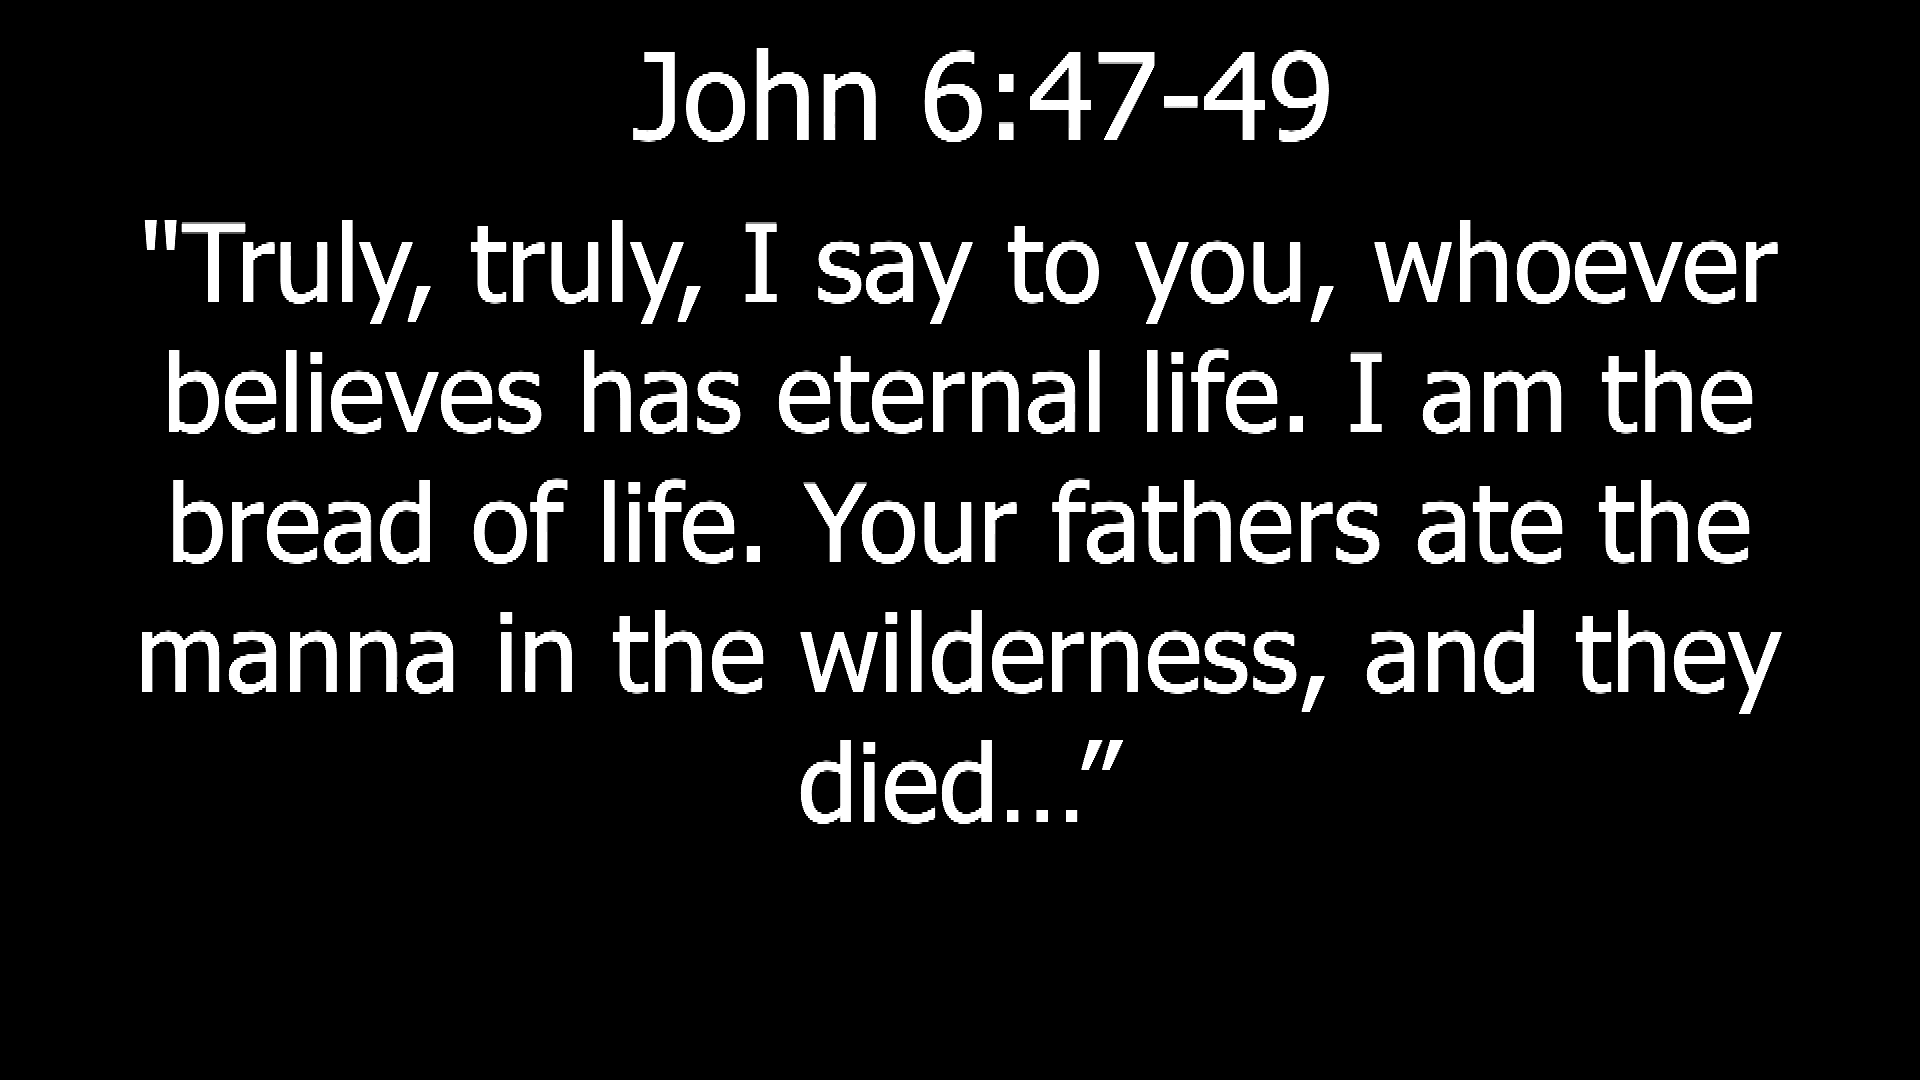 John 6:47-49
"Truly, truly, I say to you, whoever
believes has eternal life. I am the
bread of life. Your fathers ate the
manna in the wilderness, and they
died…”